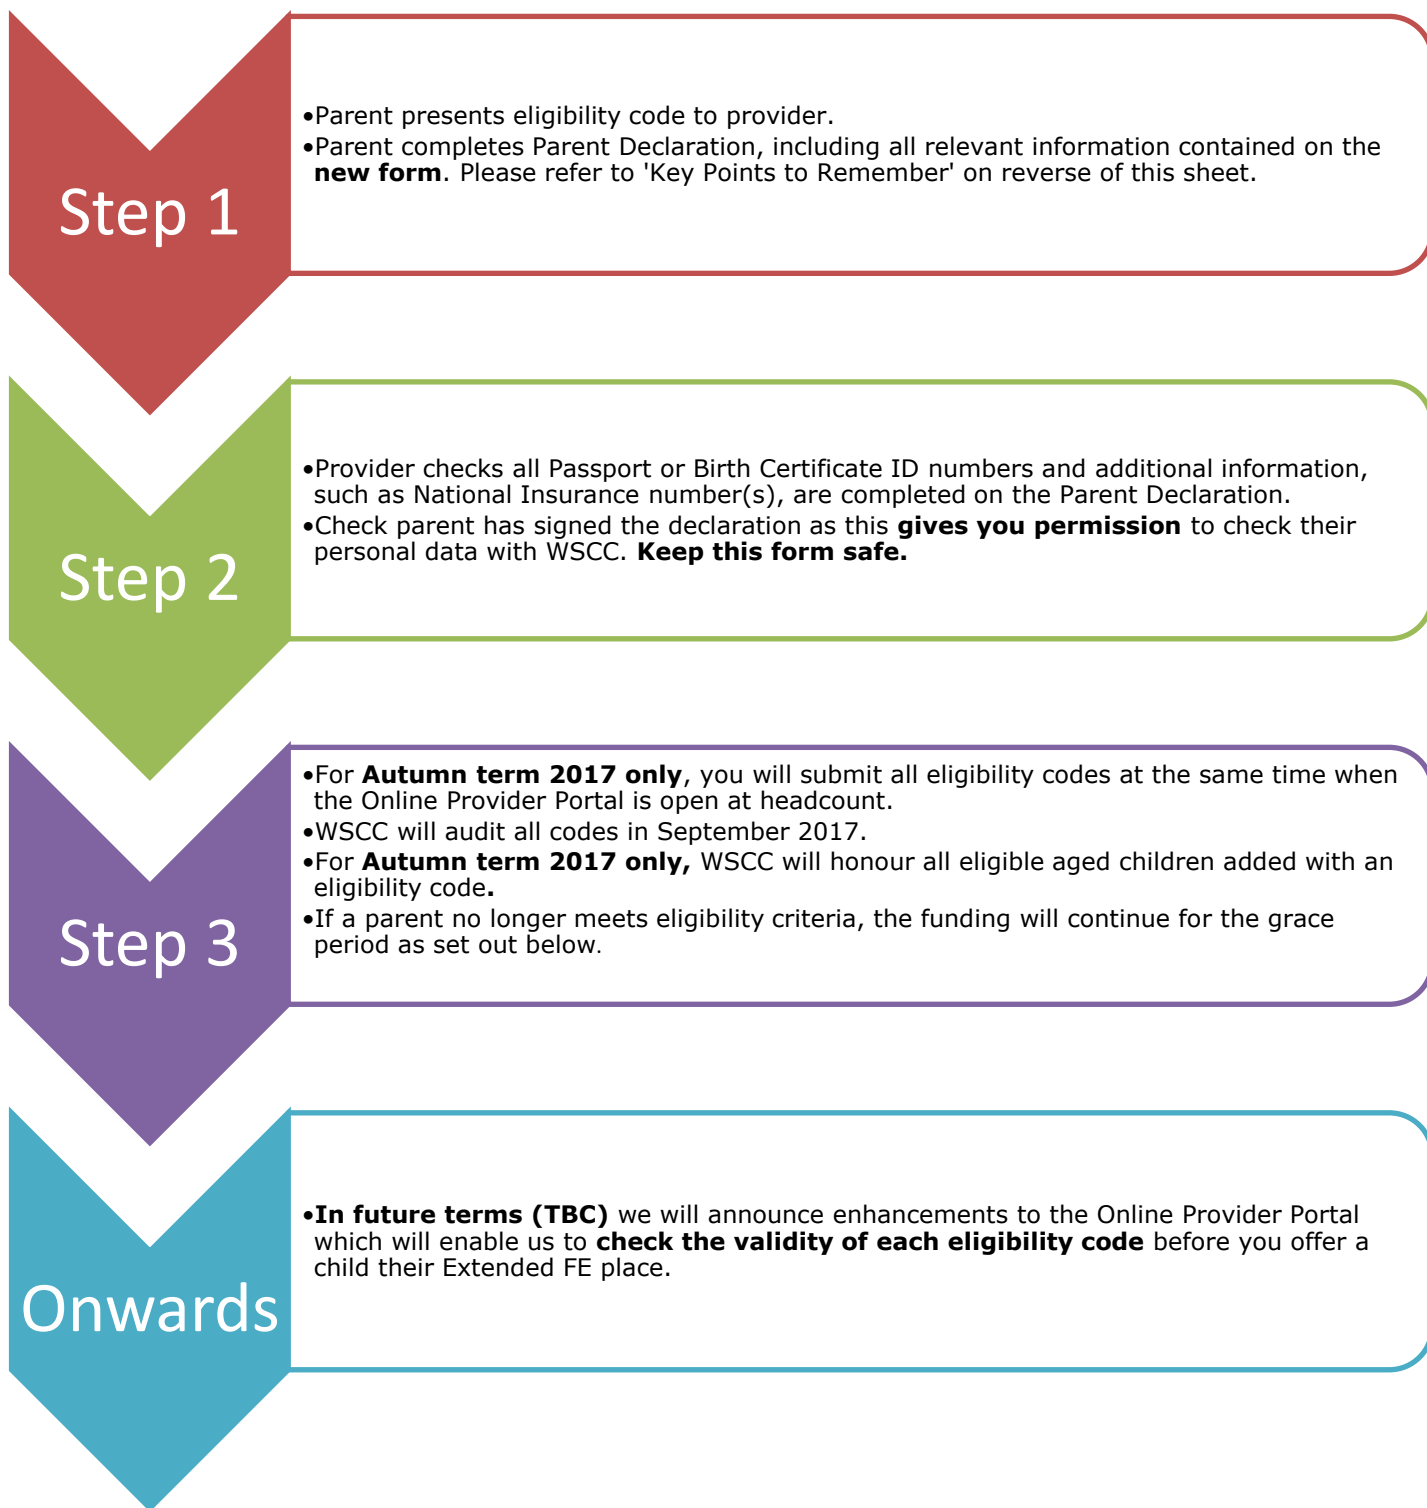 Step 1
•Parent presents eligibility code to provider.
•Parent completes Parent Declaration, including all relevant information contained on the
new form. Please refer to 'Key Points to Remember' on reverse of this sheet.
Step 2
•Provider checks all Passport or Birth Certificate ID numbers and additional information,
such as National Insurance number(s), are completed on the Parent Declaration.
•Check parent has signed the declaration as this gives you permission to check their
personal data with WSCC. Keep this form safe.
Step 3
•For Autumn term 2017 only, you will submit all eligibility codes at the same time when
the Online Provider Portal is open at headcount.
•WSCC will audit all codes in September 2017.
•For Autumn term 2017 only, WSCC will honour all eligible aged children added with an
eligibility code.
•If a parent no longer meets eligibility criteria, the funding will continue for the grace
period as set out below.
Onwards
•In future terms (TBC) we will announce enhancements to the Online Provider Portal
which will enable us to check the validity of each eligibility code before you offer a
child their Extended FE place.